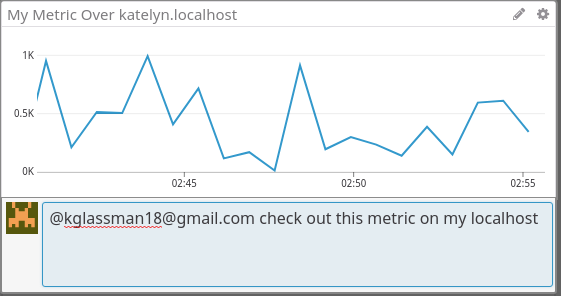 My Metric Over katelyn.localhost
1K
0.5K
0K
02:45 02:50 02:55
@kglassman18@gmail.com check out this metric on my localhost